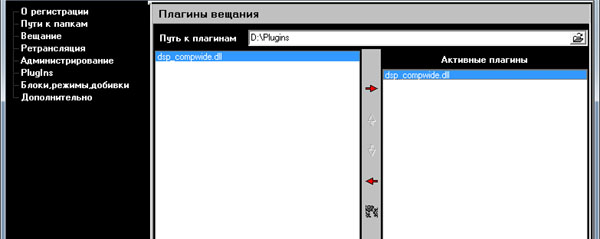 О регистрации
Пути к папкам
Вещание
Ретрансляция
Администрирование
PlugIns
Блоки,режимы,добивки
Дополнительно
Плагины вещания
Путь к плагинам D:\Plugins
dsp_compwide.dll
Активные плагины
dsp_compwide.dll